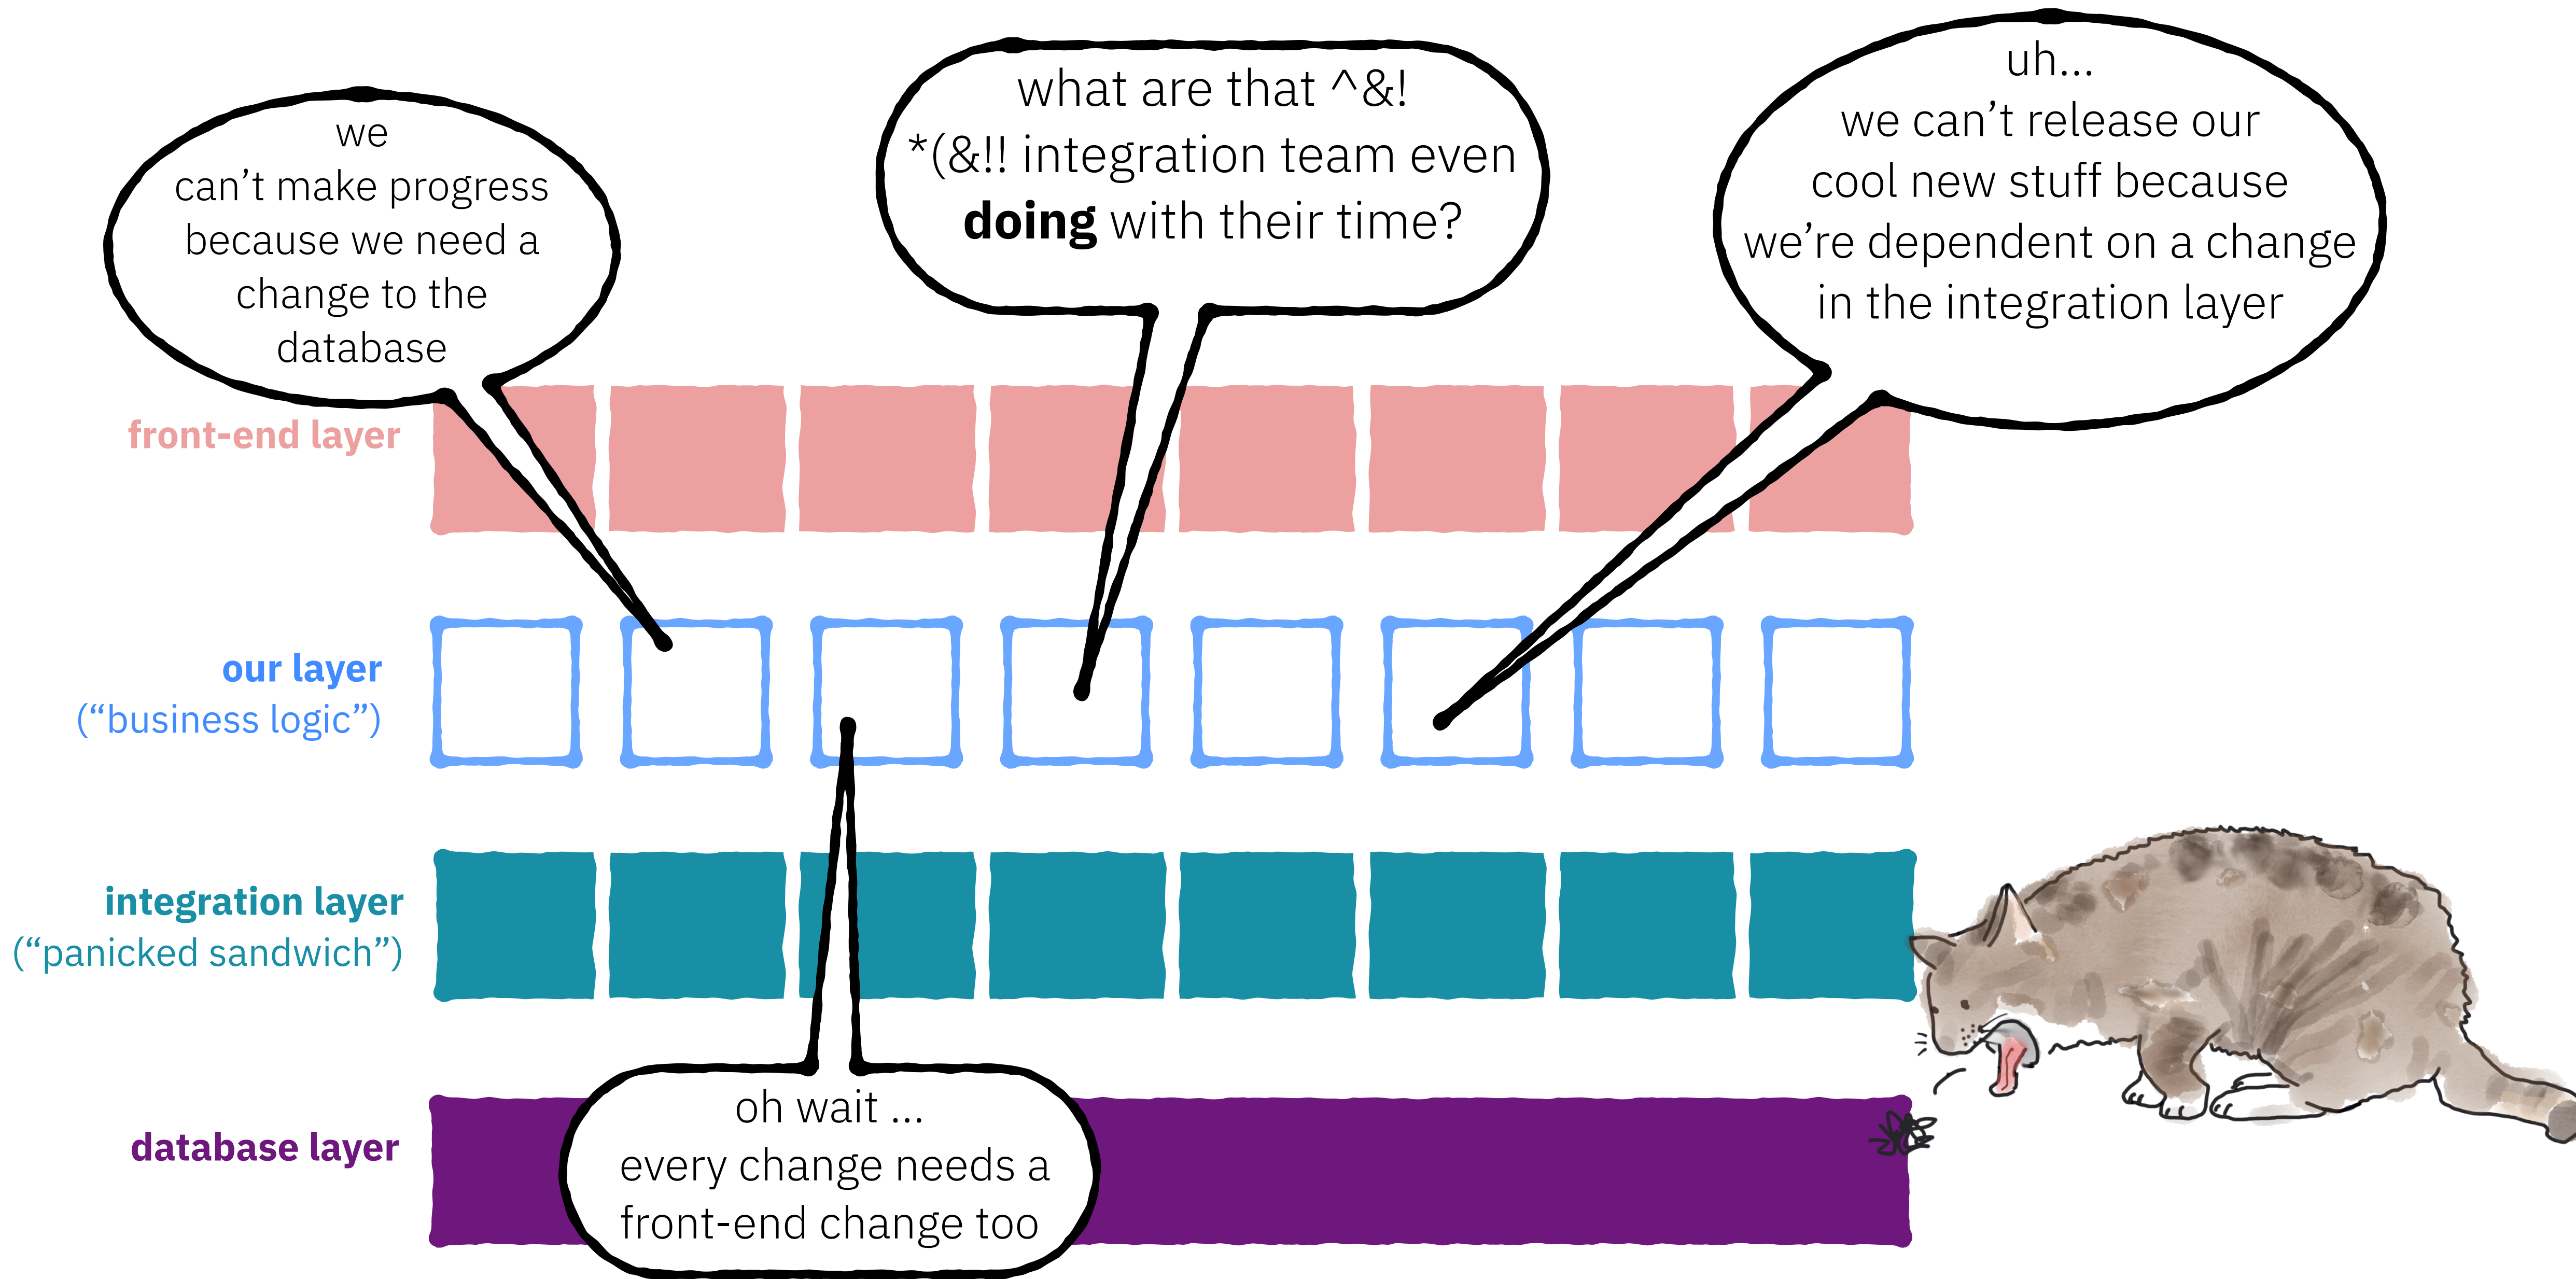 we
can’t make progress
because we need a
change to the
database
what are that ^&!
*(&!! integration team even
doing with their time?
uh...
we can’t release our
cool new stuff because
we’re dependent on a change
in the integration layer
front-end layer
our layer
(“business logic”)
integration layer
(“panicked sandwich”)
database layer
oh wait ...
every change needs a
front-end change too